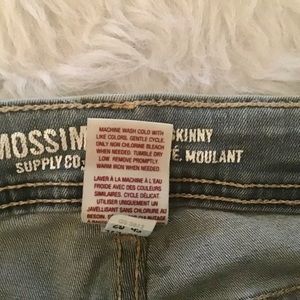 MOSSIM
SUPPLY CO.
SKINNY
MOULANT
MACHINE WASH COLD WITH
LIKE COLORS. GENTLE CYCLE.
ONLY NON CHLORINE BLEACH
WHEN NEEDED. TUMBLE DRY
LOW. REMOVE PROMPTLY.
WARM IRON WHEN NEEDED.
LAVER À LA MACHINE À L'EAU
FROIDE AVEC DES COULEURS
SIMILAIRES. CYCLE DÉLICAT.
UTILISER UNIQUEMENT UN
JAVELLISANT SANS CHLORE AU
BESOIN. SÉCHER